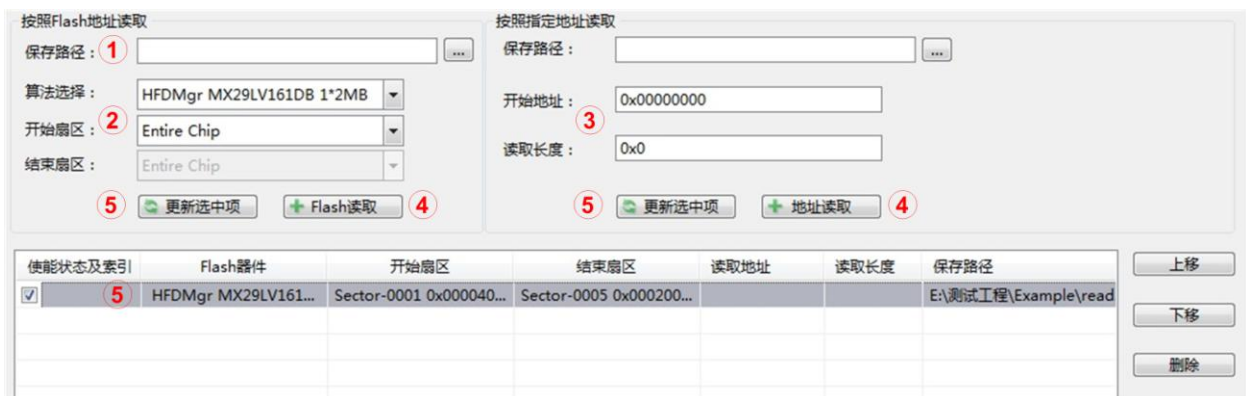 按照Flash地址读取
保存路径：①
...
算法选择： HFDMgr MX29LV161DB 1*2MB
② 开始扇区： Entire Chip
结束扇区： Entire Chip
⑤ 更新选中项 Flash读取 ④
按照指定地址读取
保存路径：
...
开始地址： 0x00000000
③
读取长度： 0x0
⑤ 更新选中项 地址读取 ④
使能状态及索引 Flash器件 开始扇区 结束扇区 读取地址 读取长度 保存路径
⑤ HFDMgr MX29LV161... Sector-0001 0x000040... Sector-0005 0x000200... E:\测试工程\Example\read
上移
下移
删除